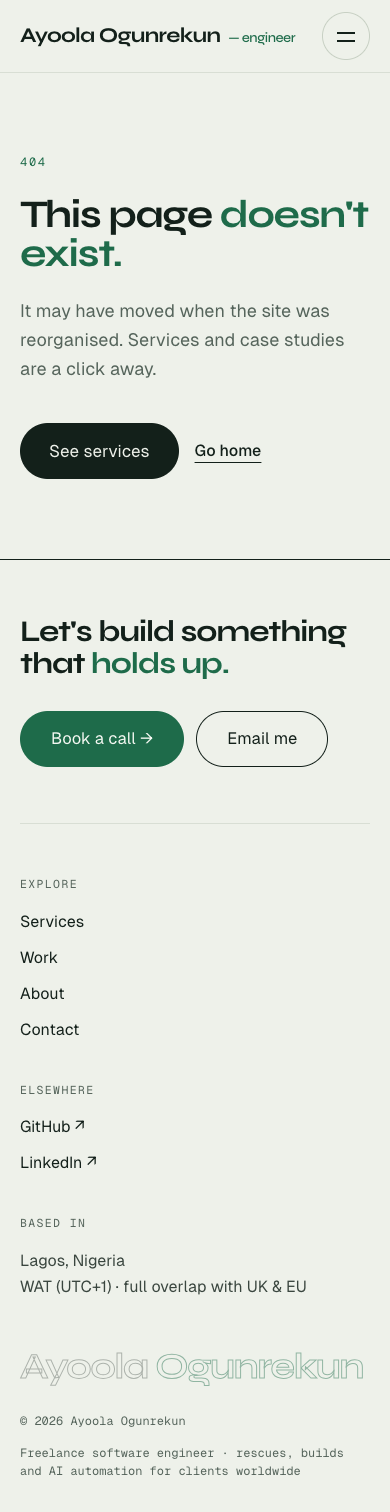 Ayoola Ogunrekun — engineer
404
This page doesn't
exist.
It may have moved when the site was
reorganised. Services and case studies
are a click away.
See services Go home
Let's build something
that holds up.
Book a call → Email me
EXPLORE
Services
Work
About
Contact
ELSEWHERE
GitHub ↗
LinkedIn ↗
BASED IN
Lagos, Nigeria
WAT (UTC+1) · full overlap with UK & EU
Ayoola Ogunrekun
© 2026 Ayoola Ogunrekun
Freelance software engineer · rescues, builds
and AI automation for clients worldwide